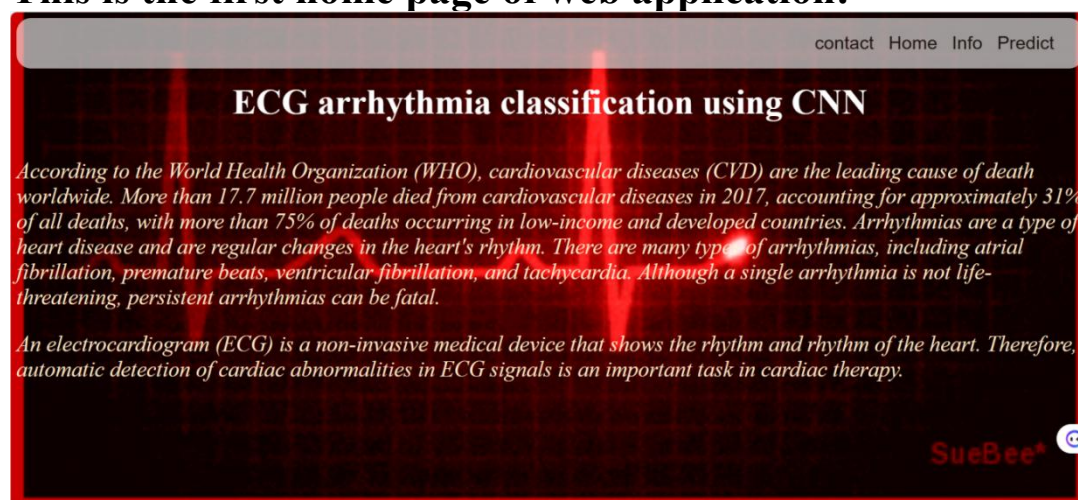 This is the first home page of web application.
contact Home Info Predict
ECG arrhythmia classification using CNN
According to the World Health Organization (WHO), cardiovascular diseases (CVD) are the leading cause of death
worldwide. More than 17.7 million people died from cardiovascular diseases in 2017, accounting for approximately 31%
of all deaths, with more than 75% of deaths occurring in low-income and developed countries. Arrhythmias are a type of
heart disease and are regular changes in the heart's rhythm. There are many types of arrhythmias, including atrial
fibrillation, premature beats, ventricular fibrillation, and tachycardia. Although a single arrhythmia is not life-
threatening, persistent arrhythmias can be fatal.
An electrocardiogram (ECG) is a non-invasive medical device that shows the rhythm and rhythm of the heart. Therefore,
automatic detection of cardiac abnormalities in ECG signals is an important task in cardiac therapy.
SueBee*